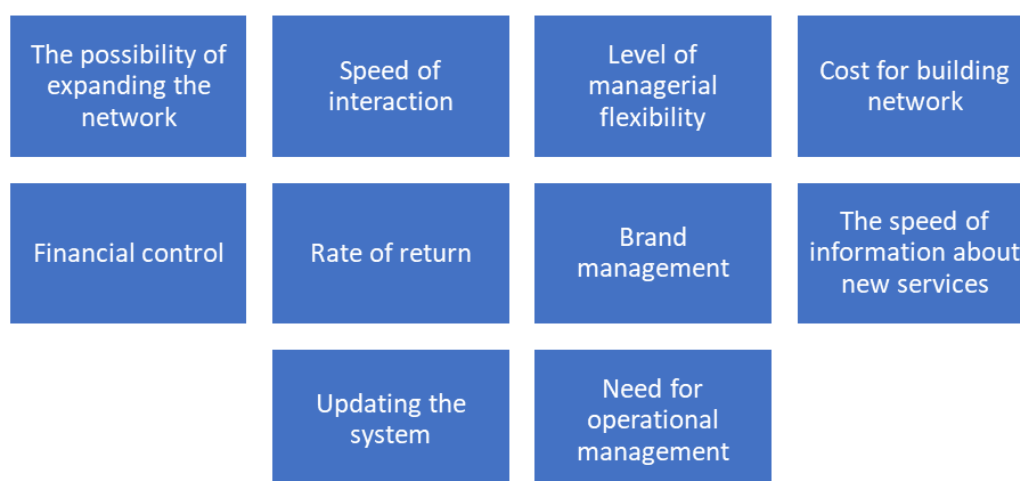 The possibility of
expanding the
network
Speed of
interaction
Level of
managerial
flexibility
Cost for building
network
Financial control
Rate of return
Brand
management
The speed of
information about
new services
Updating the
system
Need for
operational
management